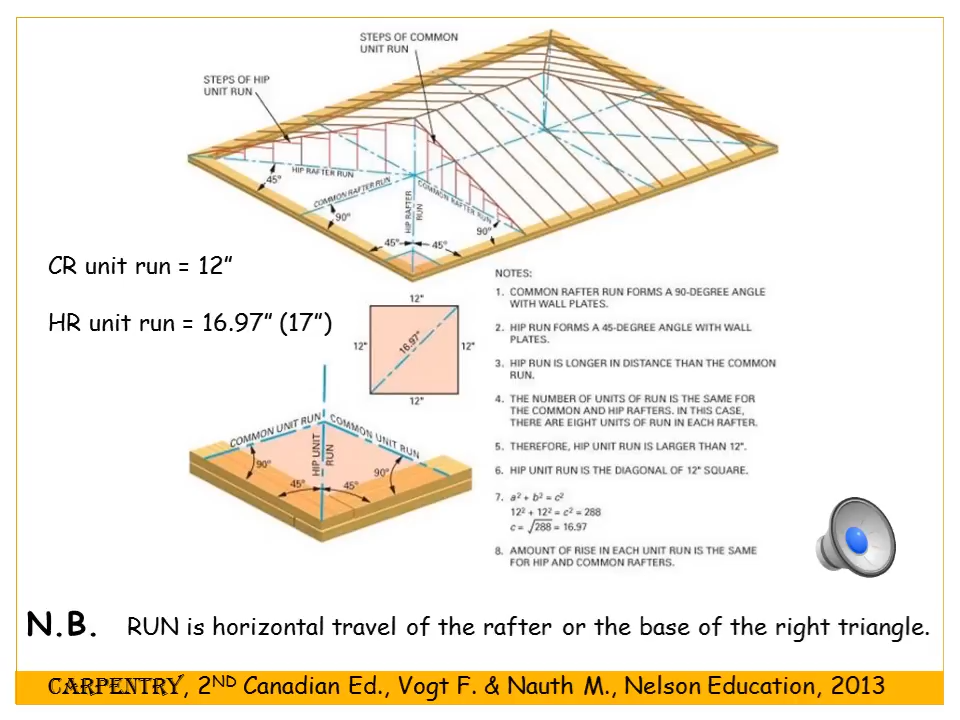 STEPS OF COMMON
UNIT RUN
STEPS OF HIP
UNIT RUN
45°
HIP RAFTER RUN
COMMON RAFTER RUN
90°
HIP RAFTER
RUN
COMMON RAFTER RUN
90°
45°
45°
CR unit run = 12”
HR unit run = 16.97” (17”)
12"
12"
16.97"
12"
12"
COMMON UNIT RUN
COMMON UNIT RUN
HIP UNIT
RUN
90°
90°
45°
45°
NOTES:
1. COMMON RAFTER RUN FORMS A 90-DEGREE ANGLE
WITH WALL PLATES.
2. HIP RUN FORMS A 45-DEGREE ANGLE WITH WALL
PLATES.
3. HIP RUN IS LONGER IN DISTANCE THAN THE COMMON
RUN.
4. THE NUMBER OF UNITS OF RUN IS THE SAME FOR
THE COMMON AND HIP RAFTERS. IN THIS CASE,
THERE ARE EIGHT UNITS OF RUN IN EACH RAFTER.
5. THEREFORE, HIP UNIT RUN IS LARGER THAN 12".
6. HIP UNIT RUN IS THE DIAGONAL OF 12" SQUARE.
7. a² + b² = c²
12² + 12² = c² = 288
c = √288 = 16.97
8. AMOUNT OF RISE IN EACH UNIT RUN IS THE SAME
FOR HIP AND COMMON RAFTERS.
N.B. RUN is horizontal travel of the rafter or the base of the right triangle.
CARPENTRY, 2ND Canadian Ed., Vogt F. & Nauth M., Nelson Education, 2013